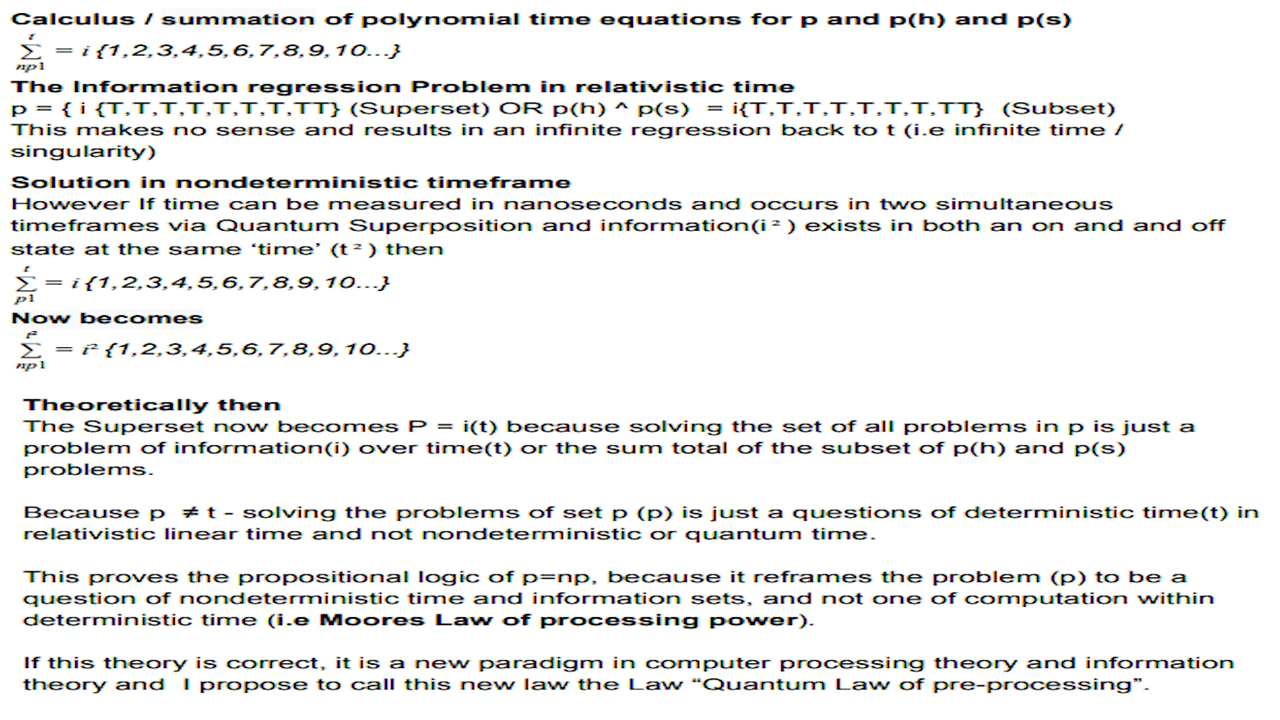 Calculus / summation of polynomial time equations for p and p(h) and p(s)
t
∑ = i {1,2,3,4,5,6,7,8,9,10...}
np1
The Information regression Problem in relativistic time
p = { i {T,T,T,T,T,T,T,TT} (Superset) OR p(h) ^ p(s) = i{T,T,T,T,T,T,T,TT} (Subset)
This makes no sense and results in an infinite regression back to t (i.e infinite time /
singularity)
Solution in nondeterministic timeframe
However If time can be measured in nanoseconds and occurs in two simultaneous
timeframes via Quantum Superposition and information(i²) exists in both an on and and off
state at the same ‘time’ (t²) then
t
∑ = i {1,2,3,4,5,6,7,8,9,10...}
p1
Now becomes
t²
∑ = i² {1,2,3,4,5,6,7,8,9,10...}
np1
Theoretically then
The Superset now becomes P = i(t) because solving the set of all problems in p is just a
problem of information(i) over time(t) or the sum total of the subset of p(h) and p(s)
problems.
Because p ≠ t - solving the problems of set p (p) is just a questions of deterministic time(t) in
relativistic linear time and not nondeterministic or quantum time.
This proves the propositional logic of p=np, because it reframes the problem (p) to be a
question of nondeterministic time and information sets, and not one of computation within
deterministic time (i.e Moores Law of processing power).
If this theory is correct, it is a new paradigm in computer processing theory and information
theory and I propose to call this new law the Law “Quantum Law of pre-processing”.